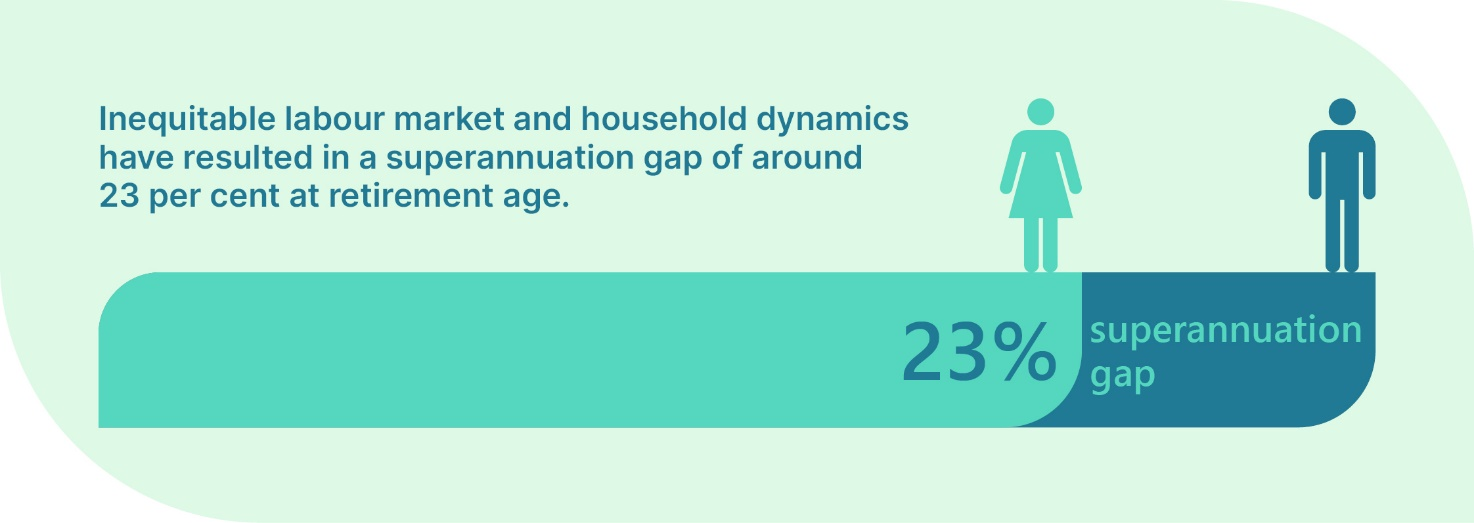 Inequitable labour market and household dynamics
have resulted in a superannuation gap of around
23 per cent at retirement age.
23%
superannuation
gap